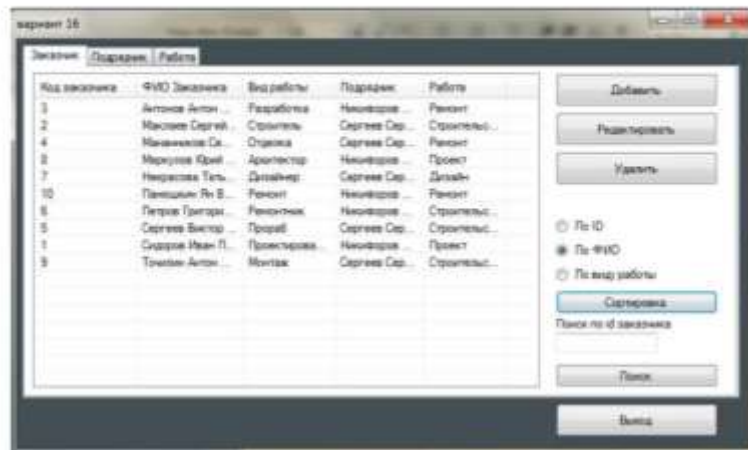 вариант 16
Заказчик Подрядчик Работа
Код заказчика ФИО Заказчика Вид работы Подрядчик Работа
3 Антонов Антон ... Разработка Никифоров ... Ремонт
2 Маклаев Сергей... Строитель Сергеев Сер... Строительс...
4 Мананников Се... Отделка Сергеев Сер... Ремонт
8 Меркулов Юрий ... Архитектор Никифоров ... Проект
7 Некрасова Тать... Дизайнер Сергеев Сер... Дизайн
10 Панюшкин Ян В... Ремонт Никифоров ... Ремонт
6 Петров Григори... Ремонтник Никифоров ... Строительс...
5 Сергеев Виктор ... Прораб Сергеев Сер... Строительс...
1 Сидоров Иван П... Проектирова... Никифоров ... Проект
9 Точилин Антон ... Монтаж Сергеев Сер... Строительс...
Добавить
Редактировать
Удалить
По ID
По ФИО
По виду работы
Сортировка
Поиск по id заказчика
Поиск
Выход